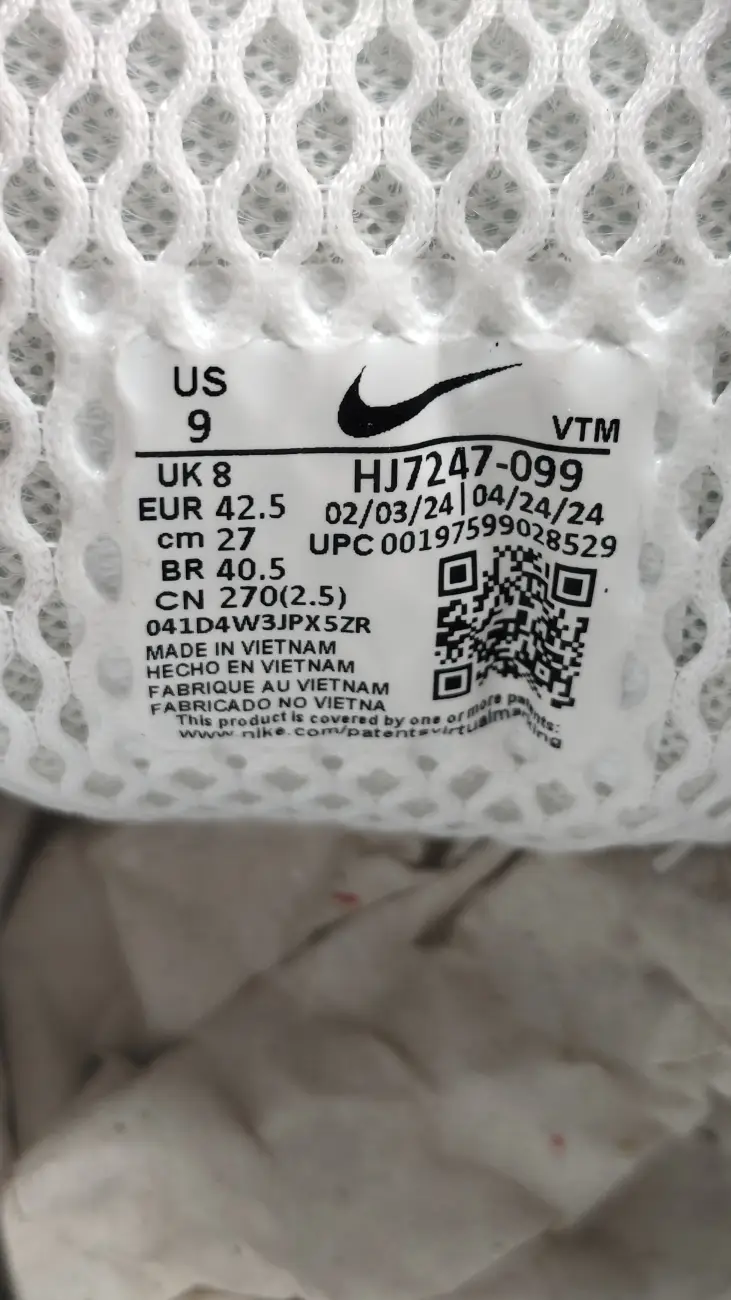 US
9
VTM
UK 8
HJ7247-099
EUR 42.5
02/03/24 | 04/24/24
cm 27
UPC 00197599028529
BR 40.5
CN 270(2.5)
041D4W3JPX5ZR
MADE IN VIETNAM
HECHO EN VIETNAM
FABRIQUE AU VIETNAM
FABRICADO NO VIETNA
This product is covered by one or more patents:
www.nike.com/patentsvirtualmarking